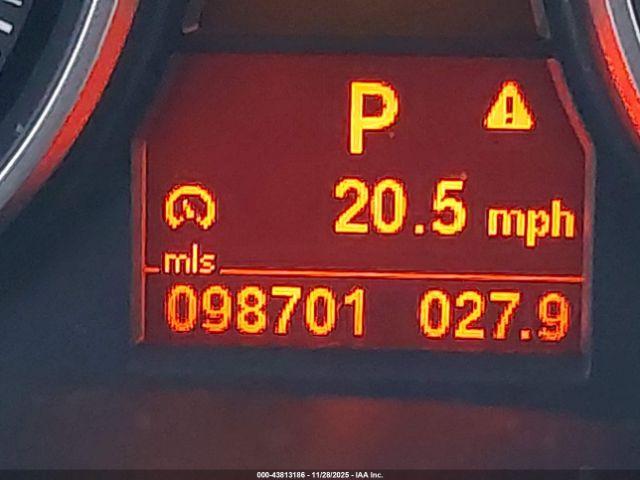 P
20.5 mph
mls
098701 027.9
000-43813186 - 11/28/2025 - IAA Inc.